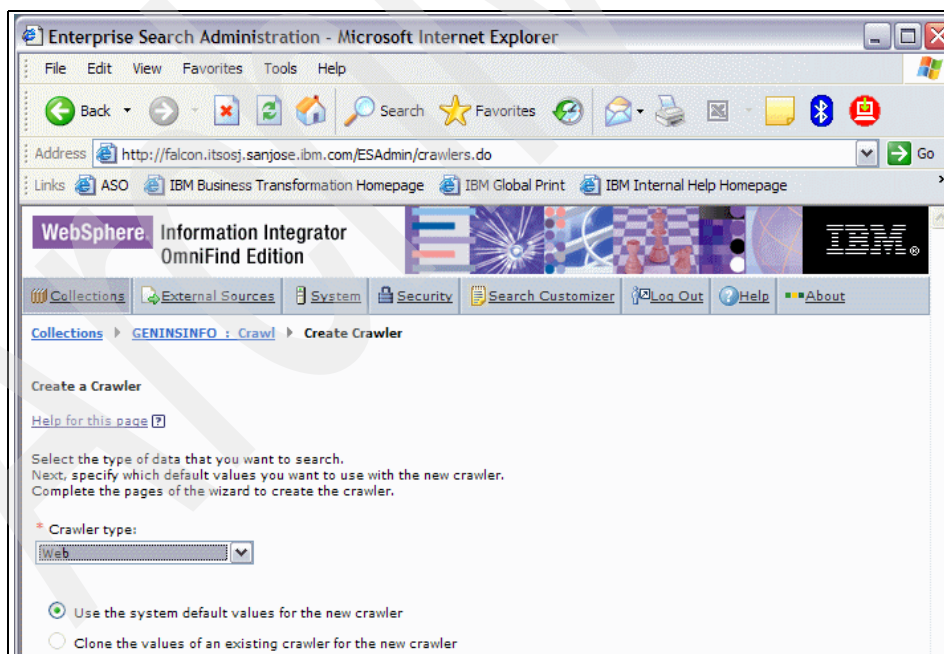 Enterprise Search Administration - Microsoft Internet Explorer
File Edit View Favorites Tools Help
Back Search Favorites
Address http://falcon.itsosj.sanjose.ibm.com/ESAdmin/crawlers.do Go
Links ASO IBM Business Transformation Homepage IBM Global Print IBM Internal Help Homepage »
WebSphere. Information Integrator
OmniFind Edition
IBM®
Collections External Sources System Security Search Customizer Log Out Help About
Collections GENINSINFO : Crawl Create Crawler
Create a Crawler
Help for this page ?
Select the type of data that you want to search.
Next, specify which default values you want to use with the new crawler.
Complete the pages of the wizard to create the crawler.
* Crawler type:
Web
Use the system default values for the new crawler
Clone the values of an existing crawler for the new crawler